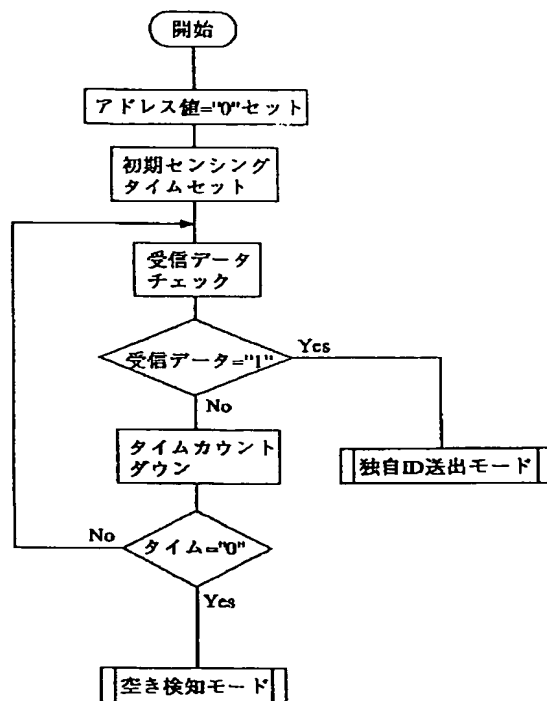 開始
アドレス値="0"セット
初期センシング
タイムセット
受信データ
チェック
受信データ="1"
Yes
No
タイムカウント
ダウン
独自ID送出モード
No
タイム="0"
Yes
空き検知モード